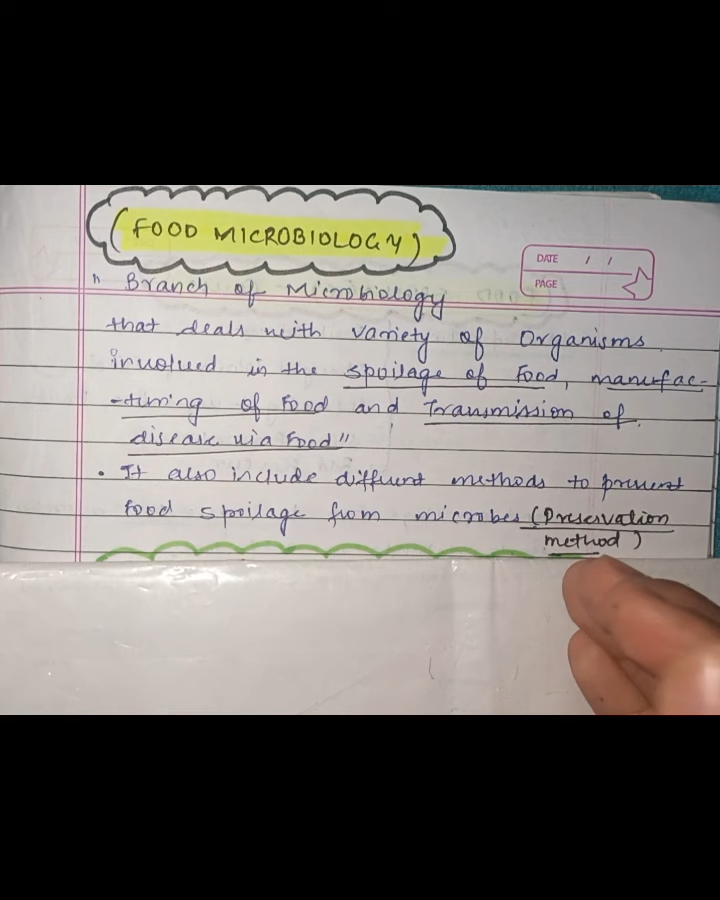 (FOOD MICROBIOLOGY)
DATE / /
PAGE
" Branch of Microbiology
that deals with variety of Organisms
involved in the spoilage of Food, manufac-
-turing of Food and Transmission of
disease via Food"
• It also include different methods to prevent
Food spoilage from microbes (Preservation
method)